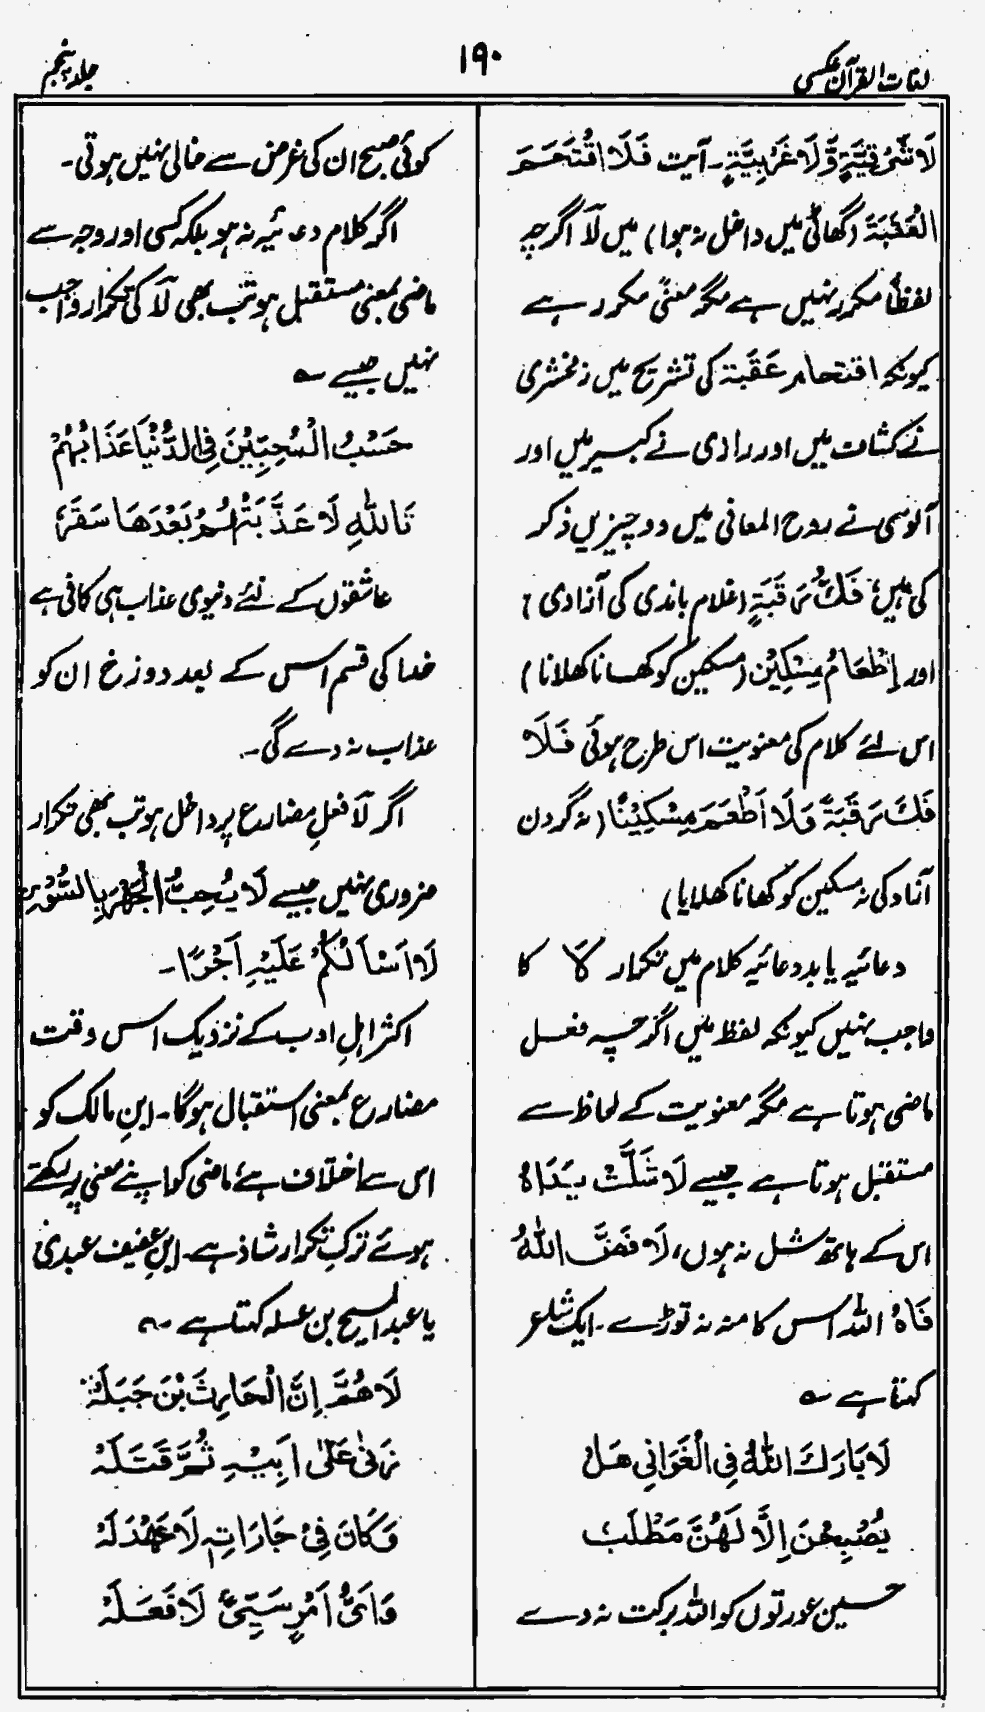 لغات القرآن عکسی
۱۹۰
جلد پنجم
لَا شَرْقِیَّةٍ وَّلَا غَرْبِیَّةٍ۔ آیت فَلَا اقْتَحَمَ
الْعَقَبَةَ (گھاٹی میں داخل نہ ہوا) میں لَآ اگرچہ
لفظاً مکرر نہیں ہے مگر معنیً مکرر ہے
کیونکہ اقتحام عَقَبَة کی تشریح میں زمخشری
نے کشاف میں اور رازی نے کبیر میں اور
آلوسی نے روح المعانی میں دو چیزیں ذکر
کی ہیں، فَكُّ رَقَبَةٍ (غلام باندی کی آزادی)
اور إِطْعَامُ مِسْكِیْن (مسکین کو کھانا کھلانا)
اس لئے کلام کی معنویت اس طرح ہوئی فَلَا
فَكَّ رَقَبَةً وَلَا اَطْعَمَ مِسْكِیْنًا (نہ گردن
آزاد کی نہ مسکین کو کھانا کھلایا)
دعائیہ یا بد دعائیہ کلام میں تکرار لَا کا
واجب نہیں کیونکہ لفظ میں اگرچہ فعل
ماضی ہوتا ہے مگر معنویت کے لحاظ سے
مستقبل ہوتا ہے جیسے لَا شَلَّتْ یَدَاہُ
اس کے ہاتھ شل نہ ہوں، لَا فَضَّ اللّٰہُ
فَاہُ اللہ اس کا منہ نہ توڑے۔ ایک شاعر
کہتا ہے ؎
لَا بَارَكَ اللّٰہُ فِی الْغَوَانِی هَلْ
یُصْبِحْنَ اِلَّا لَهُنَّ مَطْلَبُ
حسین عورتوں کو اللہ برکت نہ دے
کوئی صبح ان کی غرض سے خالی نہیں ہوتی۔
اگر کلام دعائیہ نہ ہو بلکہ کسی اور وجہ سے
ماضی بمعنی مستقبل ہو تب بھی لَآ کی تکرار واجب
نہیں جیسے ؎
حَسْبُ الْمُحِبِّیْنَ فِی الدُّنْیَا عَذَابُهُمْ
تَاللّٰهِ لَا عَذَّبَتْهُمْ بَعْدَهَا سَقَرُ
عاشقوں کے لئے دنیوی عذاب ہی کافی ہے
خدا کی قسم اس کے بعد دوزخ ان کو
عذاب نہ دے گی۔
اگر لَا فعلِ مضارع پر داخل ہو تب بھی تکرار
ضروری نہیں جیسے لَا یُحِبُّ الْجَهْرَ بِالسُّوْٓءِ
لَا اَسْاَلُكُمْ عَلَیْهِ اَجْرًا۔
اکثر اہلِ ادب کے نزدیک اس وقت
مضارع بمعنی استقبال ہوگا۔ ابنِ مالک کو
اس سے اختلاف ہے، ماضی کو اپنے معنی پر رکھتے
ہوئے ترکِ تکرار شاذ ہے۔ ابنِ عفیف عبدی
یا عبد المسیح بن عسلہ کہتا ہے ؎
لَا هُمَّ اِنَّ الْحَارِثَ بْنَ جَبَلَهْ
زَنٰی عَلٰی اَبِیْهِ ثُمَّ قَتَلَهْ
وَكَانَ فِیْ جَارَاتِهٖ لَا عَهْدَ لَهْ
وَاَیُّ اَمْرٍ سَیِّئٍ لَا فَعَلَهْ